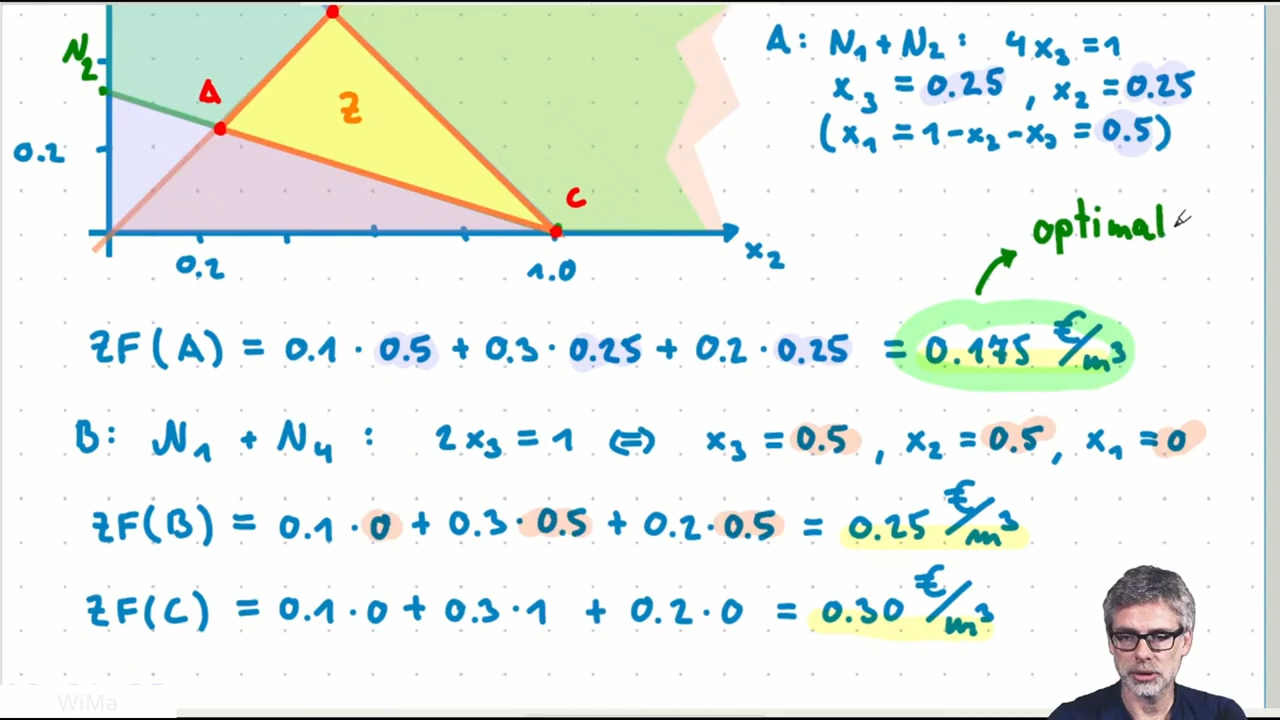 N₂
A
Z
0.2
C
0.2
1.0
x₂
A: N₁ + N₂: 4x₃ = 1
x₃ = 0.25, x₂ = 0.25
(x₁ = 1 - x₂ - x₃ = 0.5)
optimal
ZF(A) = 0.1 · 0.5 + 0.3 · 0.25 + 0.2 · 0.25 = 0.175 €/m³
B: N₁ + N₄: 2x₃ = 1 ⇔ x₃ = 0.5, x₂ = 0.5, x₁ = 0
ZF(B) = 0.1 · 0 + 0.3 · 0.5 + 0.2 · 0.5 = 0.25 €/m³
ZF(C) = 0.1 · 0 + 0.3 · 1 + 0.2 · 0 = 0.30 €/m³
WiMa